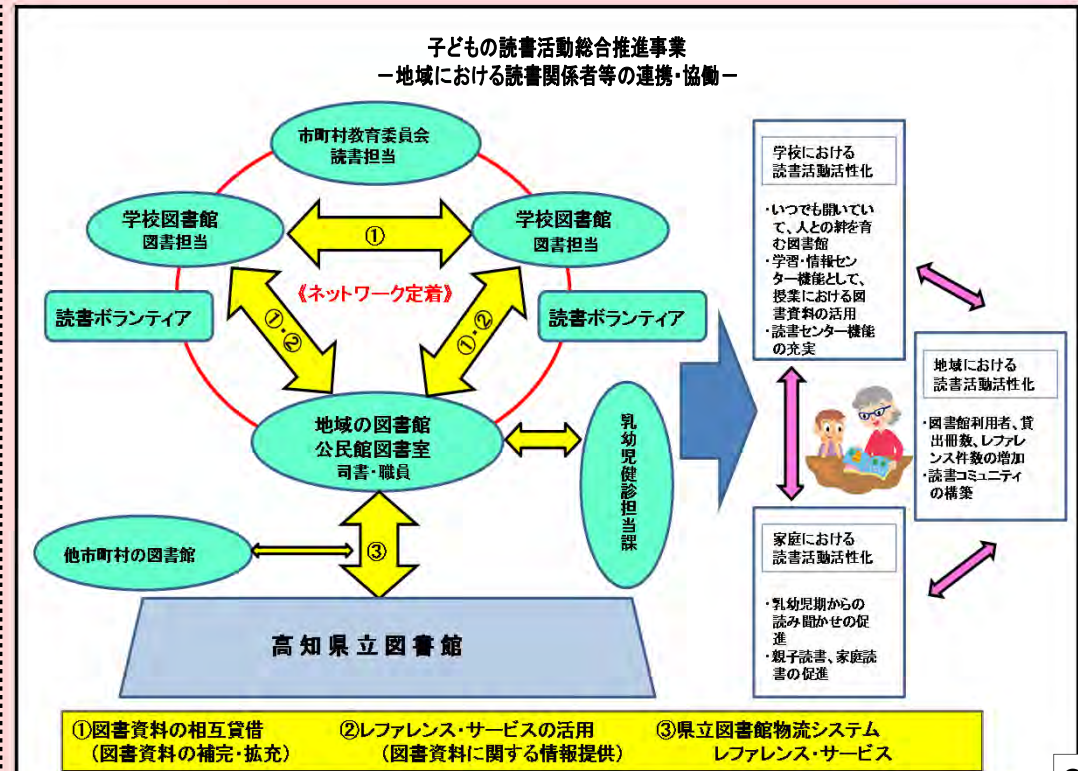 子どもの読書活動総合推進事業
－地域における読書関係者等の連携・協働－
市町村教育委員会
読書担当
学校図書館
図書担当
①
学校図書館
図書担当
《ネットワーク定着》
読書ボランティア
①・②
①・②
読書ボランティア
地域の図書館
公民館図書室
司書・職員
乳幼児健診担当課
他市町村の図書館
③
高知県立図書館
学校における
読書活動活性化
・いつでも開いてい
て、人との絆を育
む図書館
・学習・情報セン
ター機能として、
授業における図
書資料の活用
・読書センター機能
の充実
地域における
読書活動活性化
・図書館利用者、貸
出冊数、レファレ
ンス件数の増加
・読書コミュニティ
の構築
家庭における
読書活動活性化
・乳幼児期からの
読み聞かせの促
進
・親子読書、家庭読
書の促進
①図書資料の相互貸借
（図書資料の補完・拡充）
②レファレンス・サービスの活用
（図書資料に関する情報提供）
③県立図書館物流システム
レファレンス・サービス